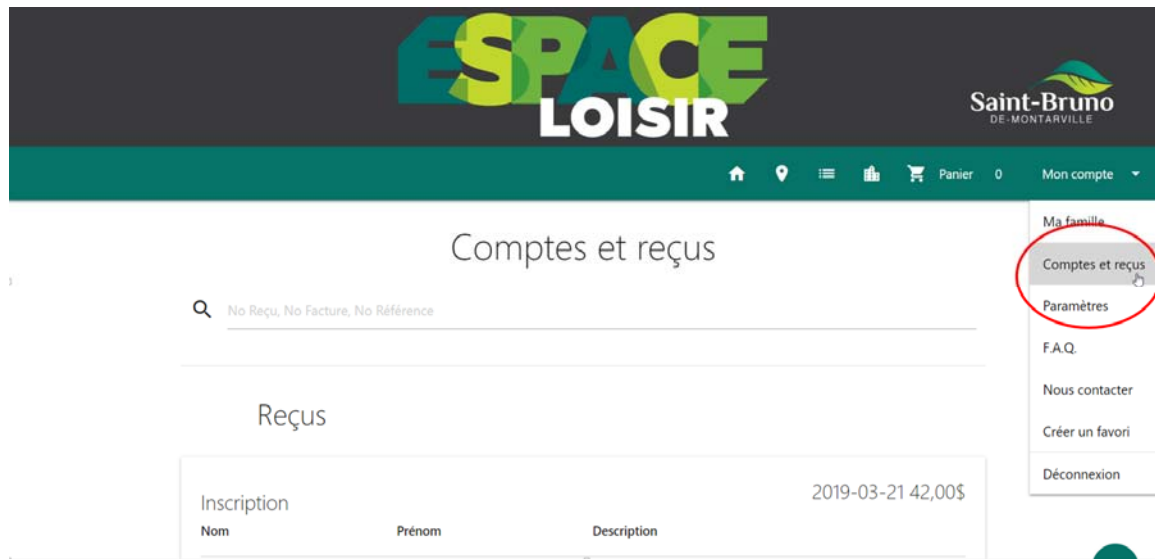 ESPACE
LOISIR
Saint-Bruno
DE-MONTARVILLE
Panier 0 Mon compte
Ma famille
Comptes et reçus
Paramètres
F.A.Q.
Nous contacter
Créer un favori
Déconnexion
Comptes et reçus
No Reçu, No Facture, No Référence
Reçus
Inscription 2019-03-21 42,00$
Nom Prénom Description